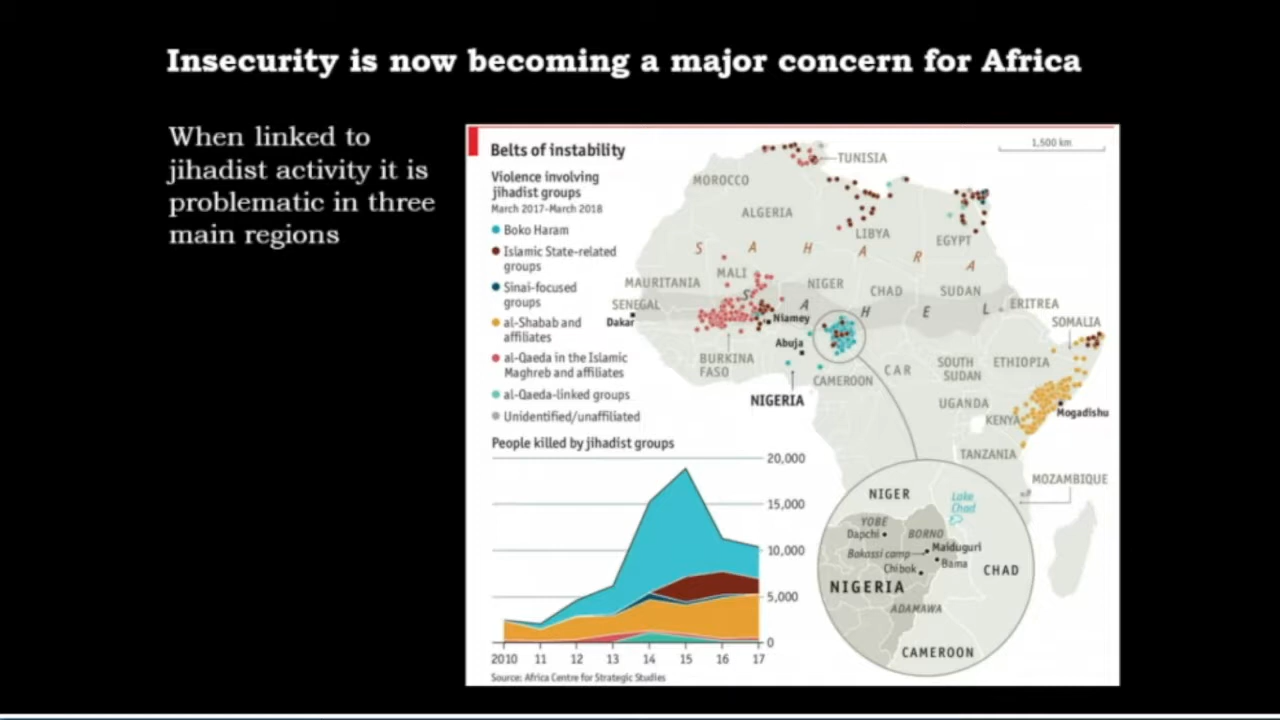 Insecurity is now becoming a major concern for Africa
When linked to
jihadist activity it is
problematic in three
main regions
Belts of instability
Violence involving
jihadist groups
March 2017-March 2018
Boko Haram
Islamic State-related
groups
Sinai-focused
groups
al-Shabab and
affiliates
al-Qaeda in the Islamic
Maghreb and affiliates
al-Qaeda-linked groups
Unidentified/unaffiliated
1,500 km
TUNISIA
MOROCCO
ALGERIA
LIBYA
EGYPT
S A H A R A
MALI
MAURITANIA
NIGER
CHAD
SUDAN
ERITREA
SENEGAL
S A H E L
Dakar
Niamey
SOMALIA
Abuja
BURKINA
FASO
CAMEROON
CAR
SOUTH
SUDAN
ETHIOPIA
NIGERIA
UGANDA
KENYA
Mogadishu
TANZANIA
MOZAMBIQUE
People killed by jihadist groups
20,000
15,000
10,000
5,000
0
2010 11 12 13 14 15 16 17
Source: Africa Centre for Strategic Studies
NIGER
Lake
Chad
YOBE
Dapchi
BORNO
Maiduguri
Bakassi camp
Bama
Chibok
CHAD
NIGERIA
ADAMAWA
CAMEROON